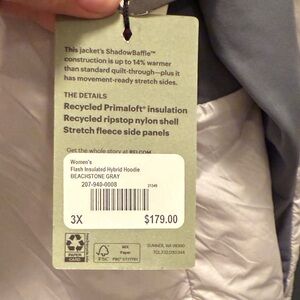 This jacket's ShadowBaffle™
construction is up to 14% warmer
than standard quilt-through—plus it
has movement-ready stretch sides.
THE DETAILS
Recycled Primaloft® insulation
Recycled ripstop nylon shell
Stretch fleece side panels
Get the whole story at REI.COM
Women's
Flash Insulated Hybrid Hoodie
BEACHSTONE GRAY
207-940-0008
3X
$179.00
PLEASE RECYCLE
FSC
MIX
Paper
SUMNER, WA 98390